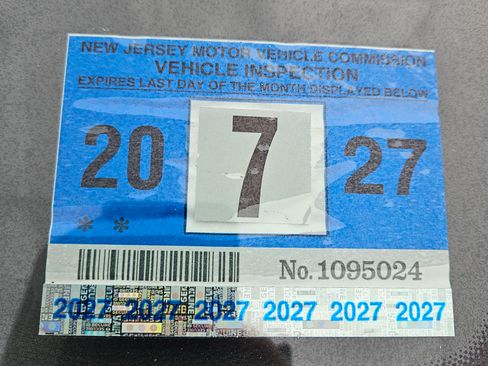 NEW JERSEY MOTOR VEHICLE COMMISSION
VEHICLE INSPECTION
EXPIRES LAST DAY OF THE MONTH DISPLAYED BELOW
20 7 27
* *
No. 1095024
2027 2027 2027 2027 2027 2027